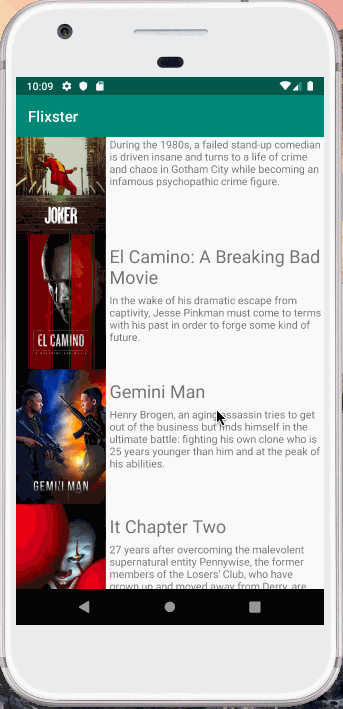 10:09
Flixster
During the 1980s, a failed stand-up comedian
is driven insane and turns to a life of crime
and chaos in Gotham City while becoming an
infamous psychopathic crime figure.
JOKER
El Camino: A Breaking Bad
Movie
In the wake of his dramatic escape from
captivity, Jesse Pinkman must come to terms
with his past in order to forge some kind of
future.
EL CAMINO
Gemini Man
Henry Brogen, an aging assassin tries to get
out of the business but finds himself in the
ultimate battle: fighting his own clone who is
25 years younger than him and at the peak of
his abilities.
GEMINI MAN
It Chapter Two
27 years after overcoming the malevolent
supernatural entity Pennywise, the former
members of the Losers' Club, who have
grown up and moved away from Derry, are